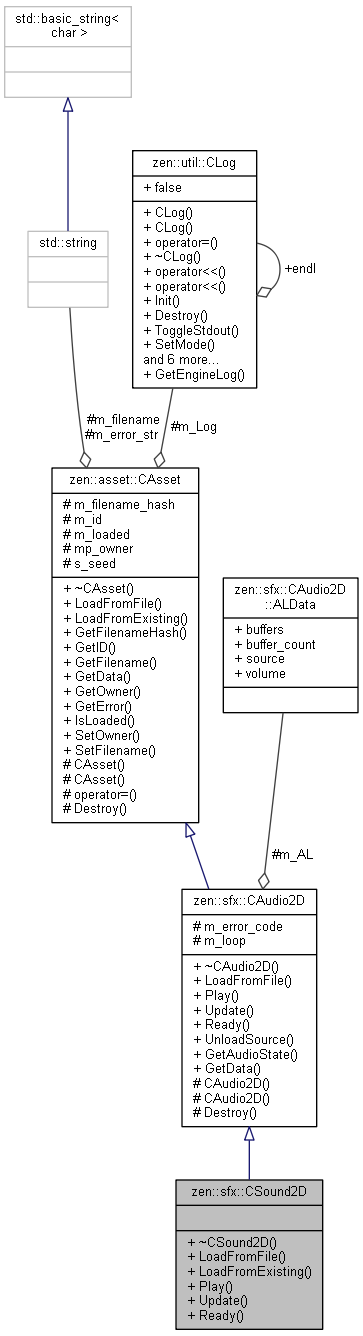 std::basic_string<
char >
zen::util::CLog
+ false
+ CLog()
+ CLog()
+ operator=()
+ ~CLog()
+ operator<<()
+ operator<<()
+ Init()
+ Destroy()
+ ToggleStdout()
+ SetMode()
and 6 more...
+ GetEngineLog()
+endl
std::string
#m_filename
#m_error_str
#m_Log
zen::asset::CAsset
# m_filename_hash
# m_id
# m_loaded
# mp_owner
# s_seed
+ ~CAsset()
+ LoadFromFile()
+ LoadFromExisting()
+ GetFilenameHash()
+ GetID()
+ GetFilename()
+ GetData()
+ GetOwner()
+ GetError()
+ IsLoaded()
+ SetOwner()
+ SetFilename()
# CAsset()
# CAsset()
# operator=()
# Destroy()
zen::sfx::CAudio2D
::ALData
+ buffers
+ buffer_count
+ source
+ volume
#m_AL
zen::sfx::CAudio2D
# m_error_code
# m_loop
+ ~CAudio2D()
+ LoadFromFile()
+ Play()
+ Update()
+ Ready()
+ UnloadSource()
+ GetAudioState()
+ GetData()
# CAudio2D()
# CAudio2D()
# Destroy()
zen::sfx::CSound2D
+ ~CSound2D()
+ LoadFromFile()
+ LoadFromExisting()
+ Play()
+ Update()
+ Ready()